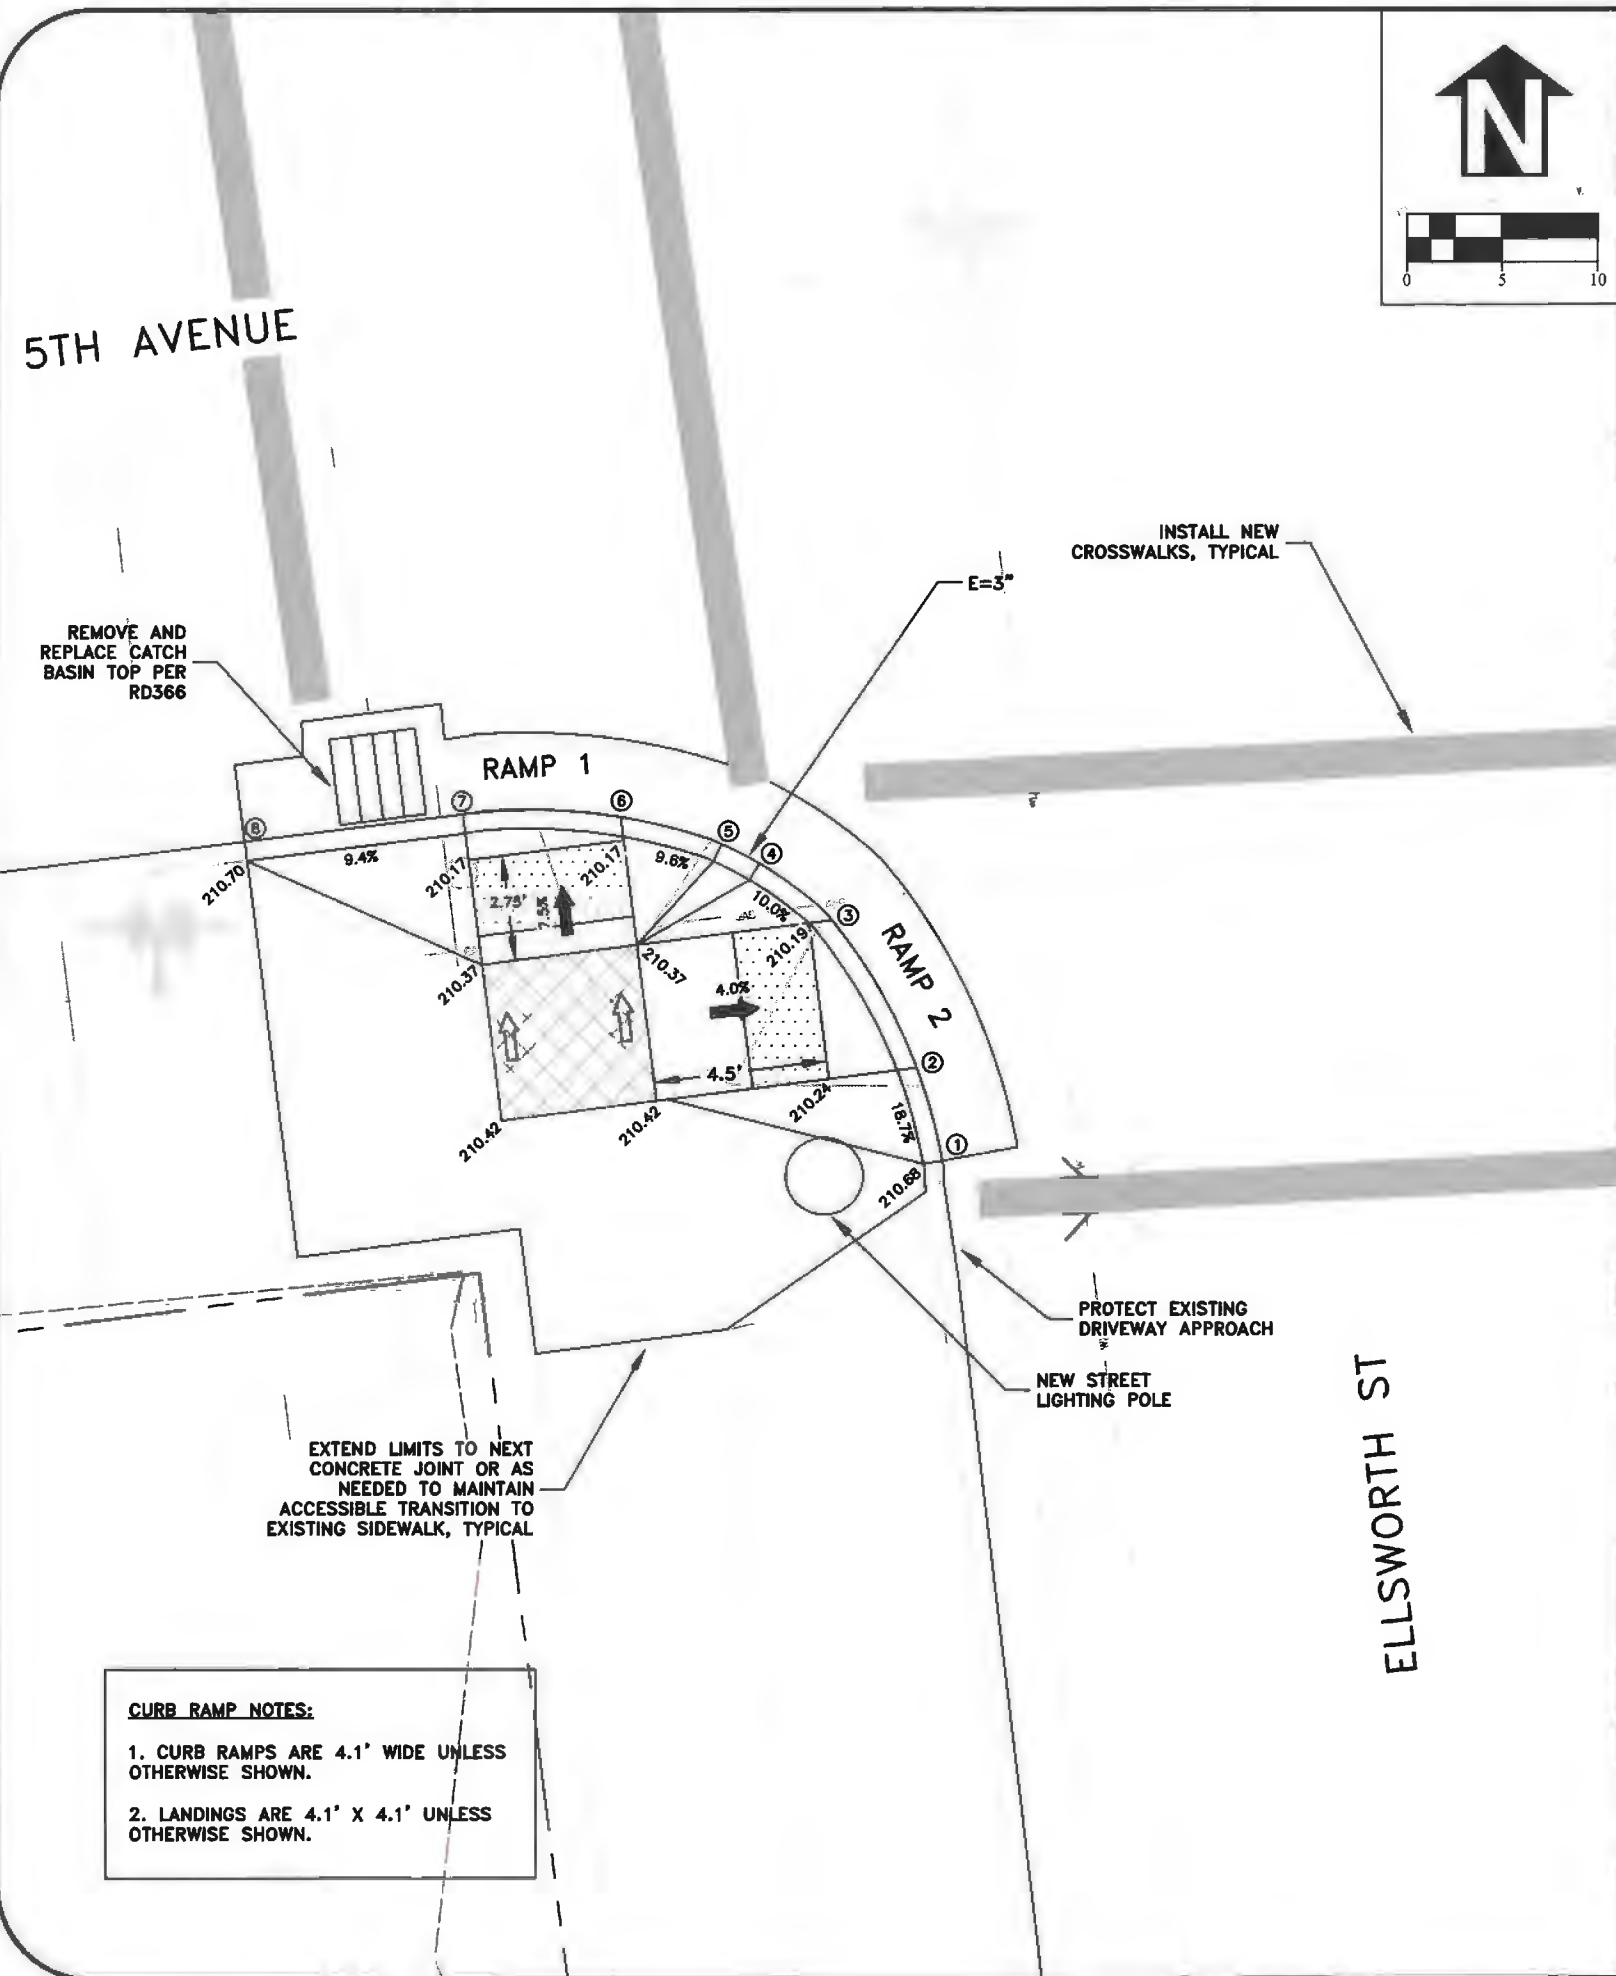 N
0 5 10
5TH AVENUE
INSTALL NEW
CROSSWALKS, TYPICAL
E=3"
REMOVE AND
REPLACE CATCH
BASIN TOP PER
RD366
RAMP 1
8
7
6
5
4
3
2
1
9.4%
9.6%
10.0%
18.7%
210.70
210.17
210.17
2.75'
210.37
210.37
210.19
RAMP 2
4.0%
4.5'
210.42
210.42
210.24
210.68
PROTECT EXISTING
DRIVEWAY APPROACH
NEW STREET
LIGHTING POLE
ELLSWORTH ST
EXTEND LIMITS TO NEXT
CONCRETE JOINT OR AS
NEEDED TO MAINTAIN
ACCESSIBLE TRANSITION TO
EXISTING SIDEWALK, TYPICAL
CURB RAMP NOTES:
1. CURB RAMPS ARE 4.1' WIDE UNLESS
OTHERWISE SHOWN.
2. LANDINGS ARE 4.1' X 4.1' UNLESS
OTHERWISE SHOWN.